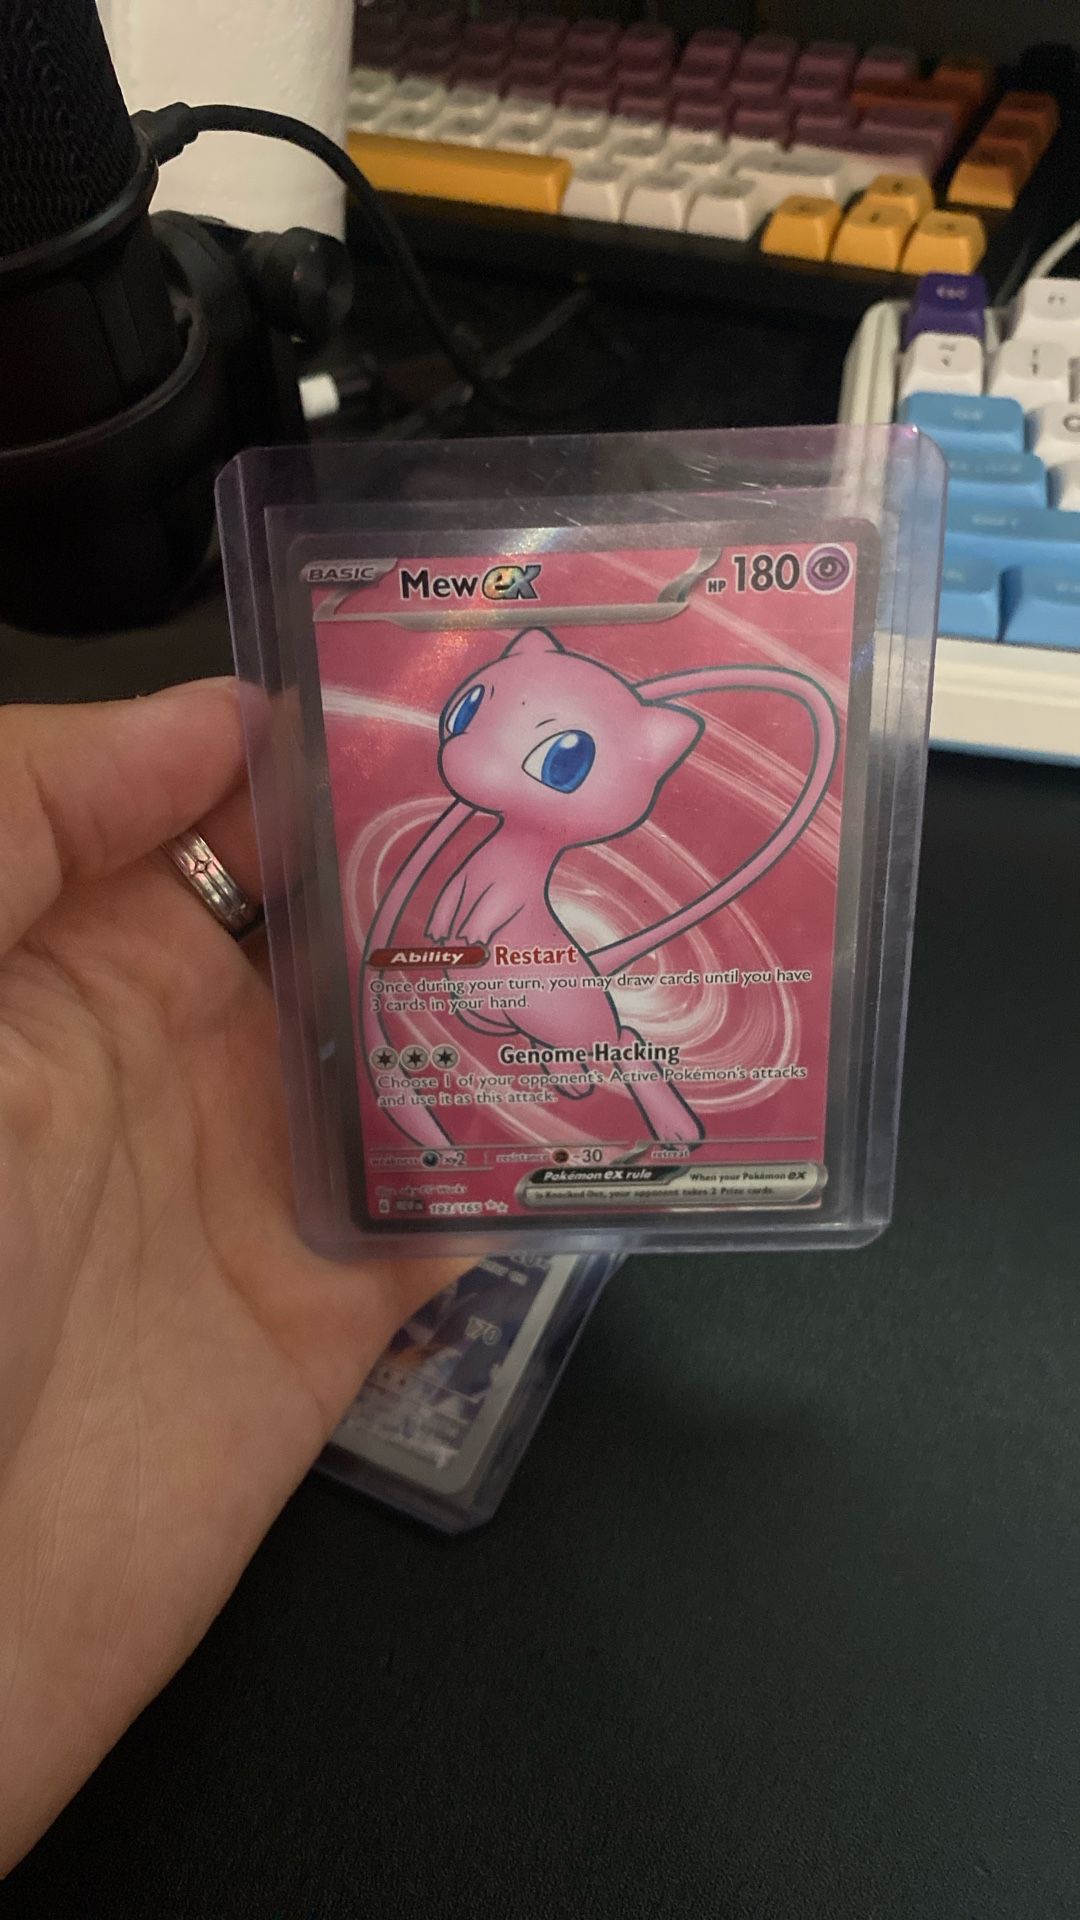 BASIC Mew ex HP 180
Ability Restart
Once during your turn, you may draw cards until you have
3 cards in your hand.
Genome Hacking
Choose 1 of your opponent's Active Pokémon's attacks
and use it as this attack.
weakness ×2 resistance -30 retreat
Pokémon ex rule When your Pokémon ex
is Knocked Out, your opponent takes 2 Prize cards.
193/165
170